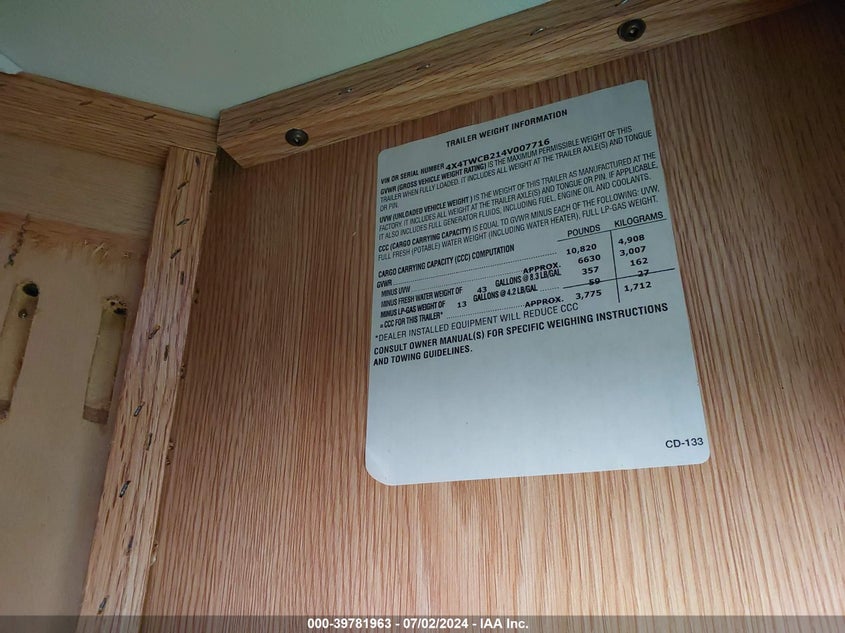 TRAILER WEIGHT INFORMATION
VIN OR SERIAL NUMBER 4X4TWCB214V007716
GVWR (GROSS VEHICLE WEIGHT RATING) IS THE MAXIMUM PERMISSIBLE WEIGHT OF THIS
TRAILER WHEN FULLY LOADED. IT INCLUDES ALL WEIGHT AT THE TRAILER AXLE(S) AND TONGUE
OR PIN.
UVW (UNLOADED VEHICLE WEIGHT ) IS THE WEIGHT OF THIS TRAILER AS MANUFACTURED AT THE
FACTORY. IT INCLUDES ALL WEIGHT AT THE TRAILER AXLE(S) AND TONGUE OR PIN. IF APPLICABLE,
IT ALSO INCLUDES FULL GENERATOR FLUIDS, INCLUDING FUEL, ENGINE OIL AND COOLANTS.
CCC (CARGO CARRYING CAPACITY) IS EQUAL TO GVWR MINUS EACH OF THE FOLLOWING: UVW,
FULL FRESH (POTABLE) WATER WEIGHT (INCLUDING WATER HEATER), FULL LP-GAS WEIGHT.
CARGO CARRYING CAPACITY (CCC) COMPUTATION POUNDS KILOGRAMS
GVWR 10,820 4,908
MINUS UVW APPROX. 6630 3,007
MINUS FRESH WATER WEIGHT OF 43 GALLONS @ 8.3 LB/GAL 357 162
MINUS LP-GAS WEIGHT OF 13 GALLONS @ 4.2 LB/GAL 59 27
= CCC FOR THIS TRAILER* APPROX. 3,775 1,712
*DEALER INSTALLED EQUIPMENT WILL REDUCE CCC
CONSULT OWNER MANUAL(S) FOR SPECIFIC WEIGHING INSTRUCTIONS
AND TOWING GUIDELINES.
CD-133
000-39781963 - 07/02/2024 - IAA Inc.